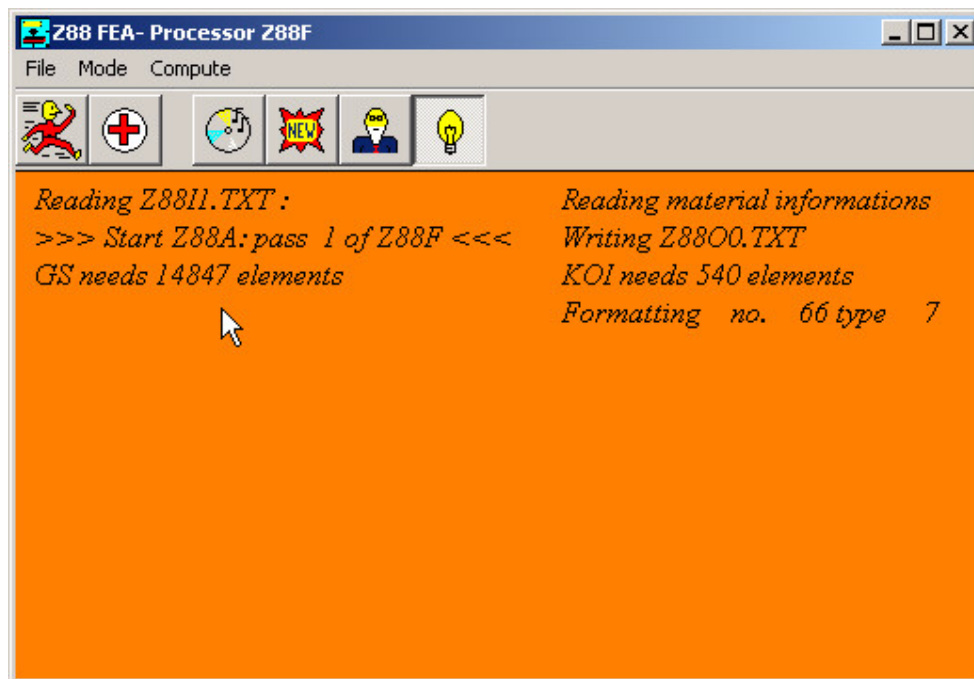 Z88 FEA- Processor Z88F
File Mode Compute
NEW
Reading Z88I1.TXT :
>>> Start Z88A: pass 1 of Z88F <<<
GS needs 14847 elements
Reading material informations
Writing Z88O0.TXT
KOI needs 540 elements
Formatting no. 66 type 7